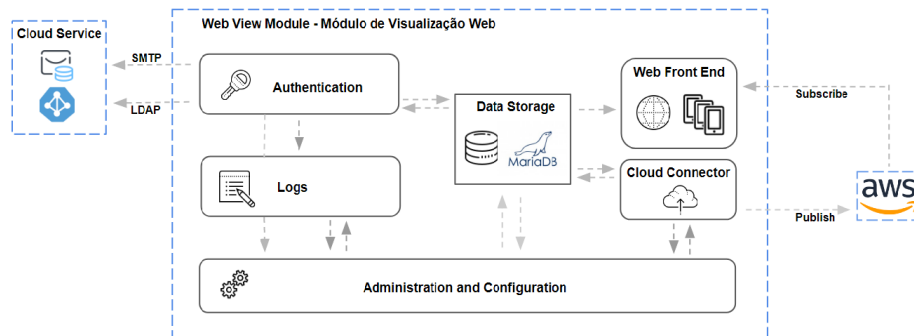 Web View Module - Módulo de Visualização Web
Cloud Service
SMTP
LDAP
Authentication
Data Storage
MariaDB
Web Front End
Subscribe
Logs
Cloud Connector
aws
Publish
Administration and Configuration